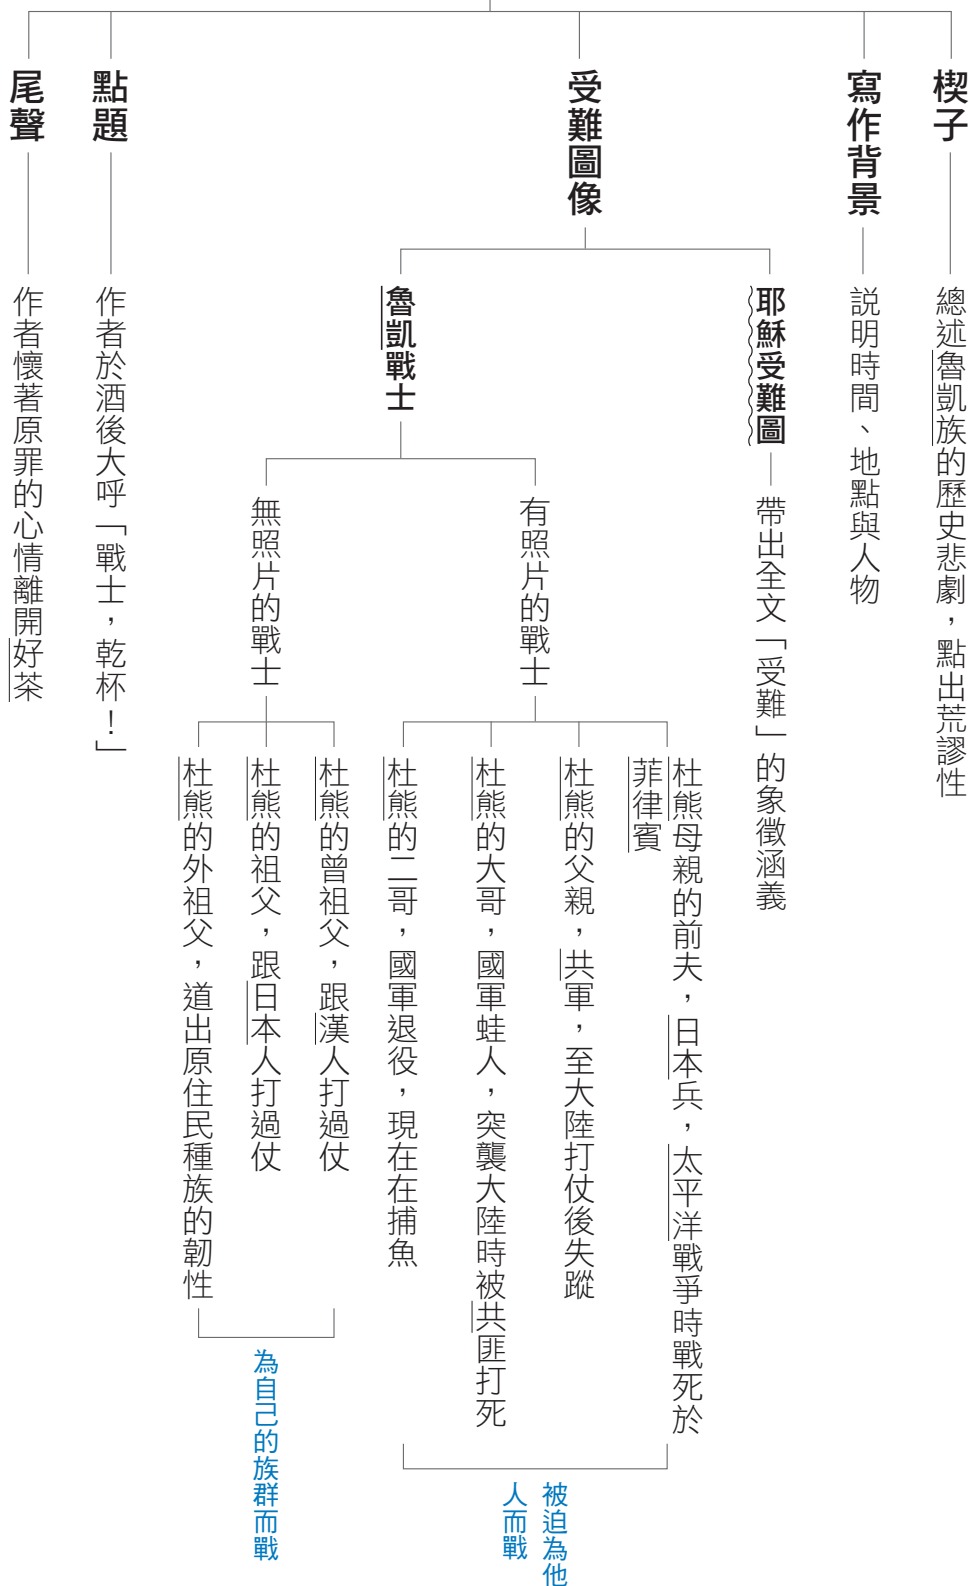 楔子
總述魯凱族的歷史悲劇，點出荒謬性
寫作背景
說明時間、地點與人物
受難圖像
耶穌受難圖
帶出全文「受難」的象徵涵義
魯凱戰士
有照片的戰士
杜熊母親的前夫，日本兵，太平洋戰爭時戰死於
菲律賓
杜熊的父親，共軍，至大陸打仗後失蹤
杜熊的大哥，國軍蛙人，突襲大陸時被共匪打死
杜熊的二哥，國軍退役，現在在捕魚
被迫為他
人而戰
無照片的戰士
杜熊的曾祖父，跟漢人打過仗
杜熊的祖父，跟日本人打過仗
杜熊的外祖父，道出原住民種族的韌性
為自己的族群而戰
點題
作者於酒後大呼「戰士，乾杯！」
尾聲
作者懷著原罪的心情離開好茶